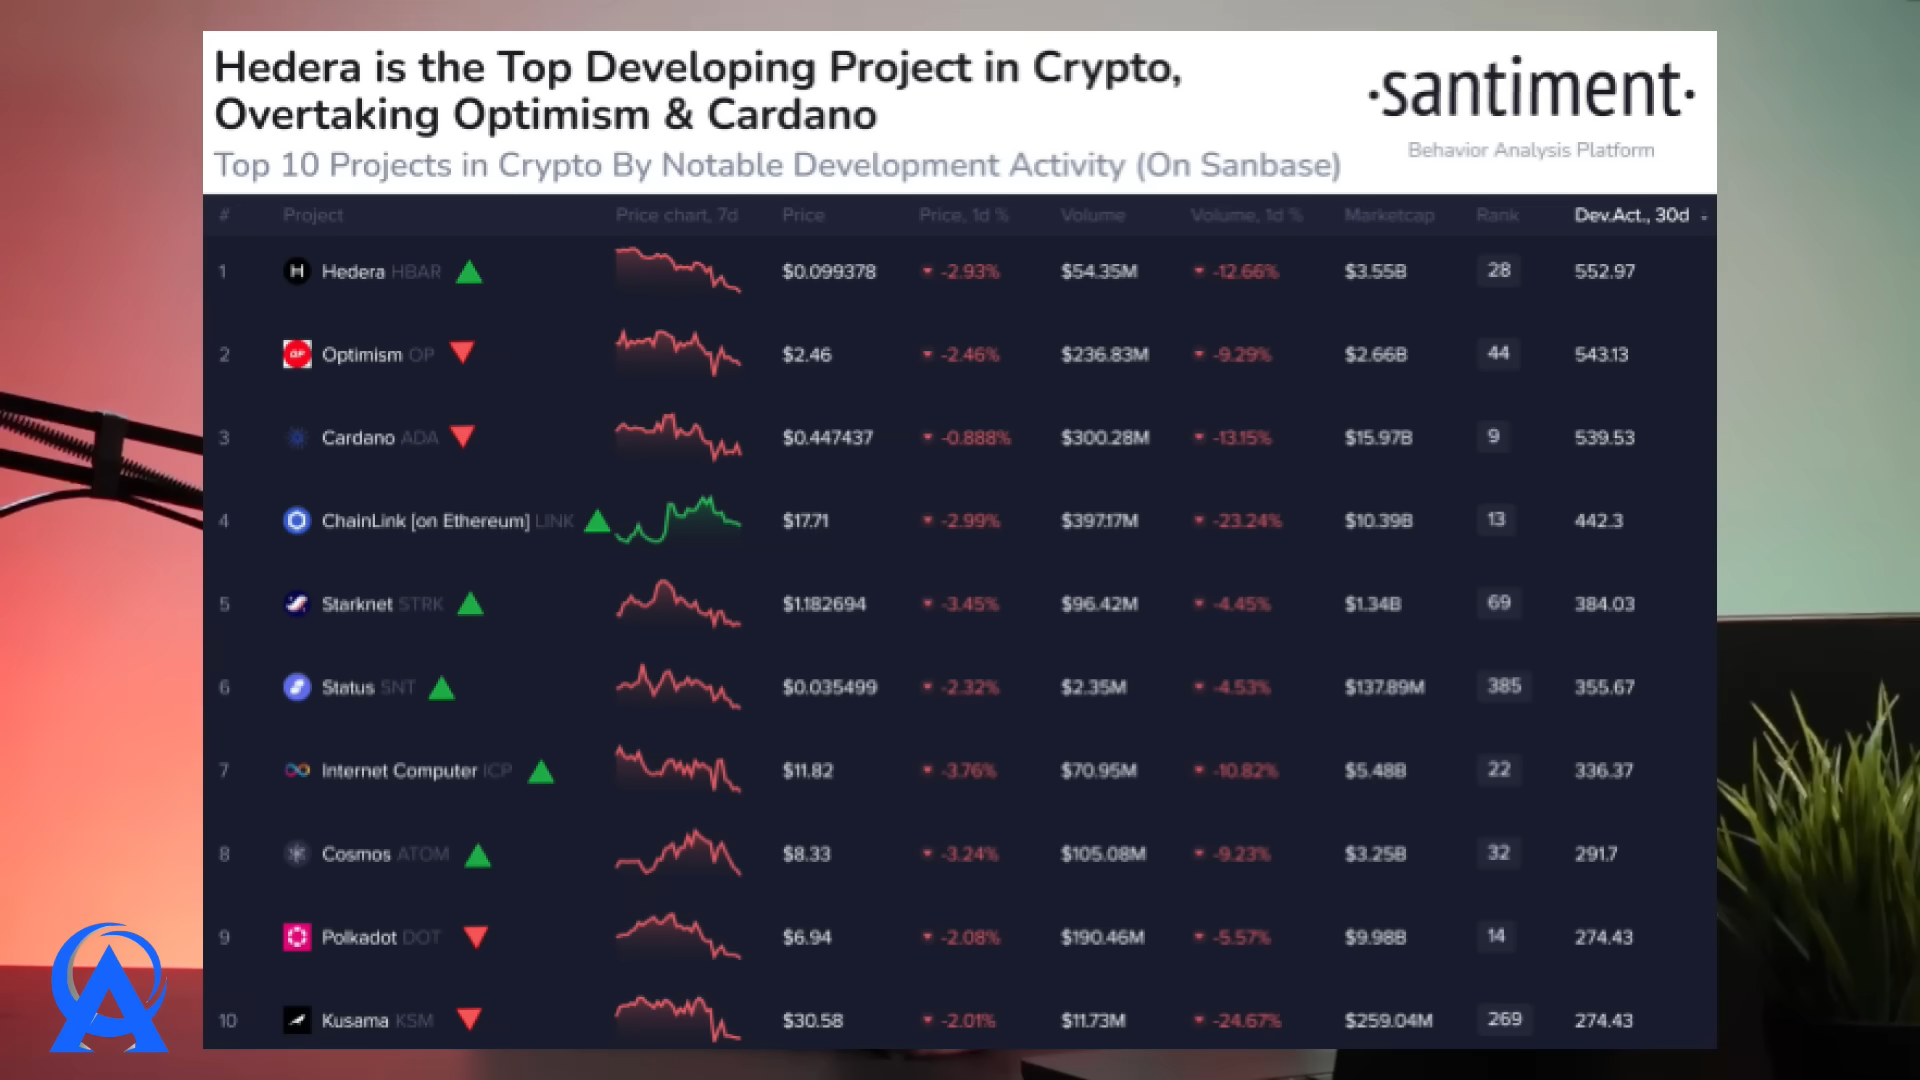 Hedera is the Top Developing Project in Crypto,
Overtaking Optimism & Cardano
Top 10 Projects in Crypto By Notable Development Activity (On Sanbase)
·santiment·
Behavior Analysis Platform
# Project Price chart, 7d Price Price, 1d % Volume Volume, 1d % Marketcap Rank Dev.Act., 30d
1 Hedera HBAR $0.099378 -2.93% $54.35M -12.66% $3.55B 28 552.97
2 OP Optimism OP $2.46 -2.46% $236.83M -9.29% $2.66B 44 543.13
3 Cardano ADA $0.447437 -0.888% $300.28M -13.15% $15.97B 9 539.53
4 ChainLink [on Ethereum] LINK $17.71 -2.99% $397.17M -23.24% $10.39B 13 442.3
5 Starknet STRK $1.182694 -3.45% $96.42M -4.45% $1.34B 69 384.03
6 Status SNT $0.035499 -2.32% $2.35M -4.53% $137.89M 385 355.67
7 Internet Computer ICP $11.82 -3.76% $70.95M -10.82% $5.48B 22 336.37
8 Cosmos ATOM $8.33 -3.24% $105.08M -9.23% $3.25B 32 291.7
9 Polkadot DOT $6.94 -2.08% $190.46M -5.57% $9.98B 14 274.43
10 Kusama KSM $30.58 -2.01% $11.73M -24.67% $259.04M 269 274.43